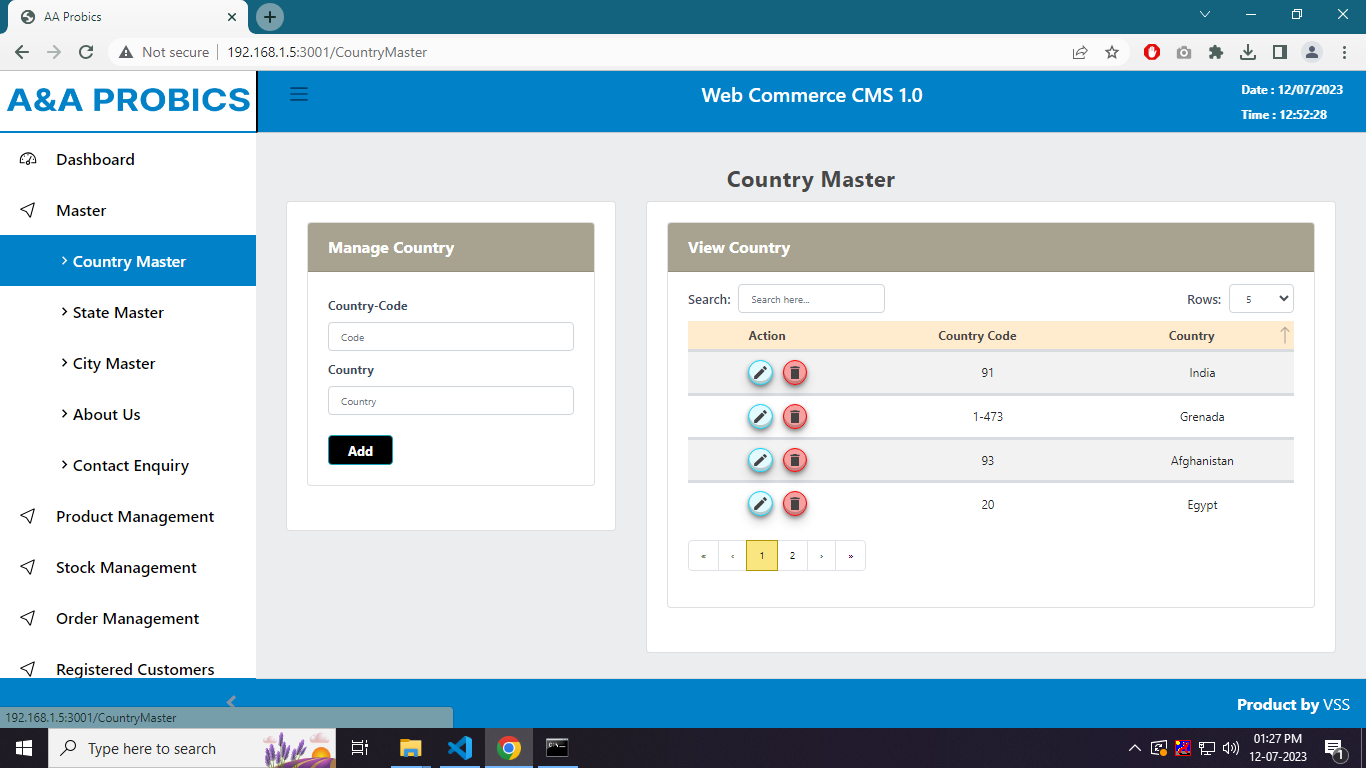 AA Probics
Not secure
192.168.1.5:3001/CountryMaster
A&A PROBICS
Web Commerce CMS 1.0
Date : 12/07/2023
Time : 12:52:28
Dashboard
Master
Country Master
State Master
City Master
About Us
Contact Enquiry
Product Management
Stock Management
Order Management
Registered Customers
Country Master
Manage Country
Country-Code
Code
Country
Country
Add
View Country
Search: Search here...
Rows: 5
Action Country Code Country
91 India
1-473 Grenada
93 Afghanistan
20 Egypt
« ‹ 1 2 › »
Product by VSS
192.168.1.5:3001/CountryMaster
Type here to search
01:27 PM
12-07-2023
1